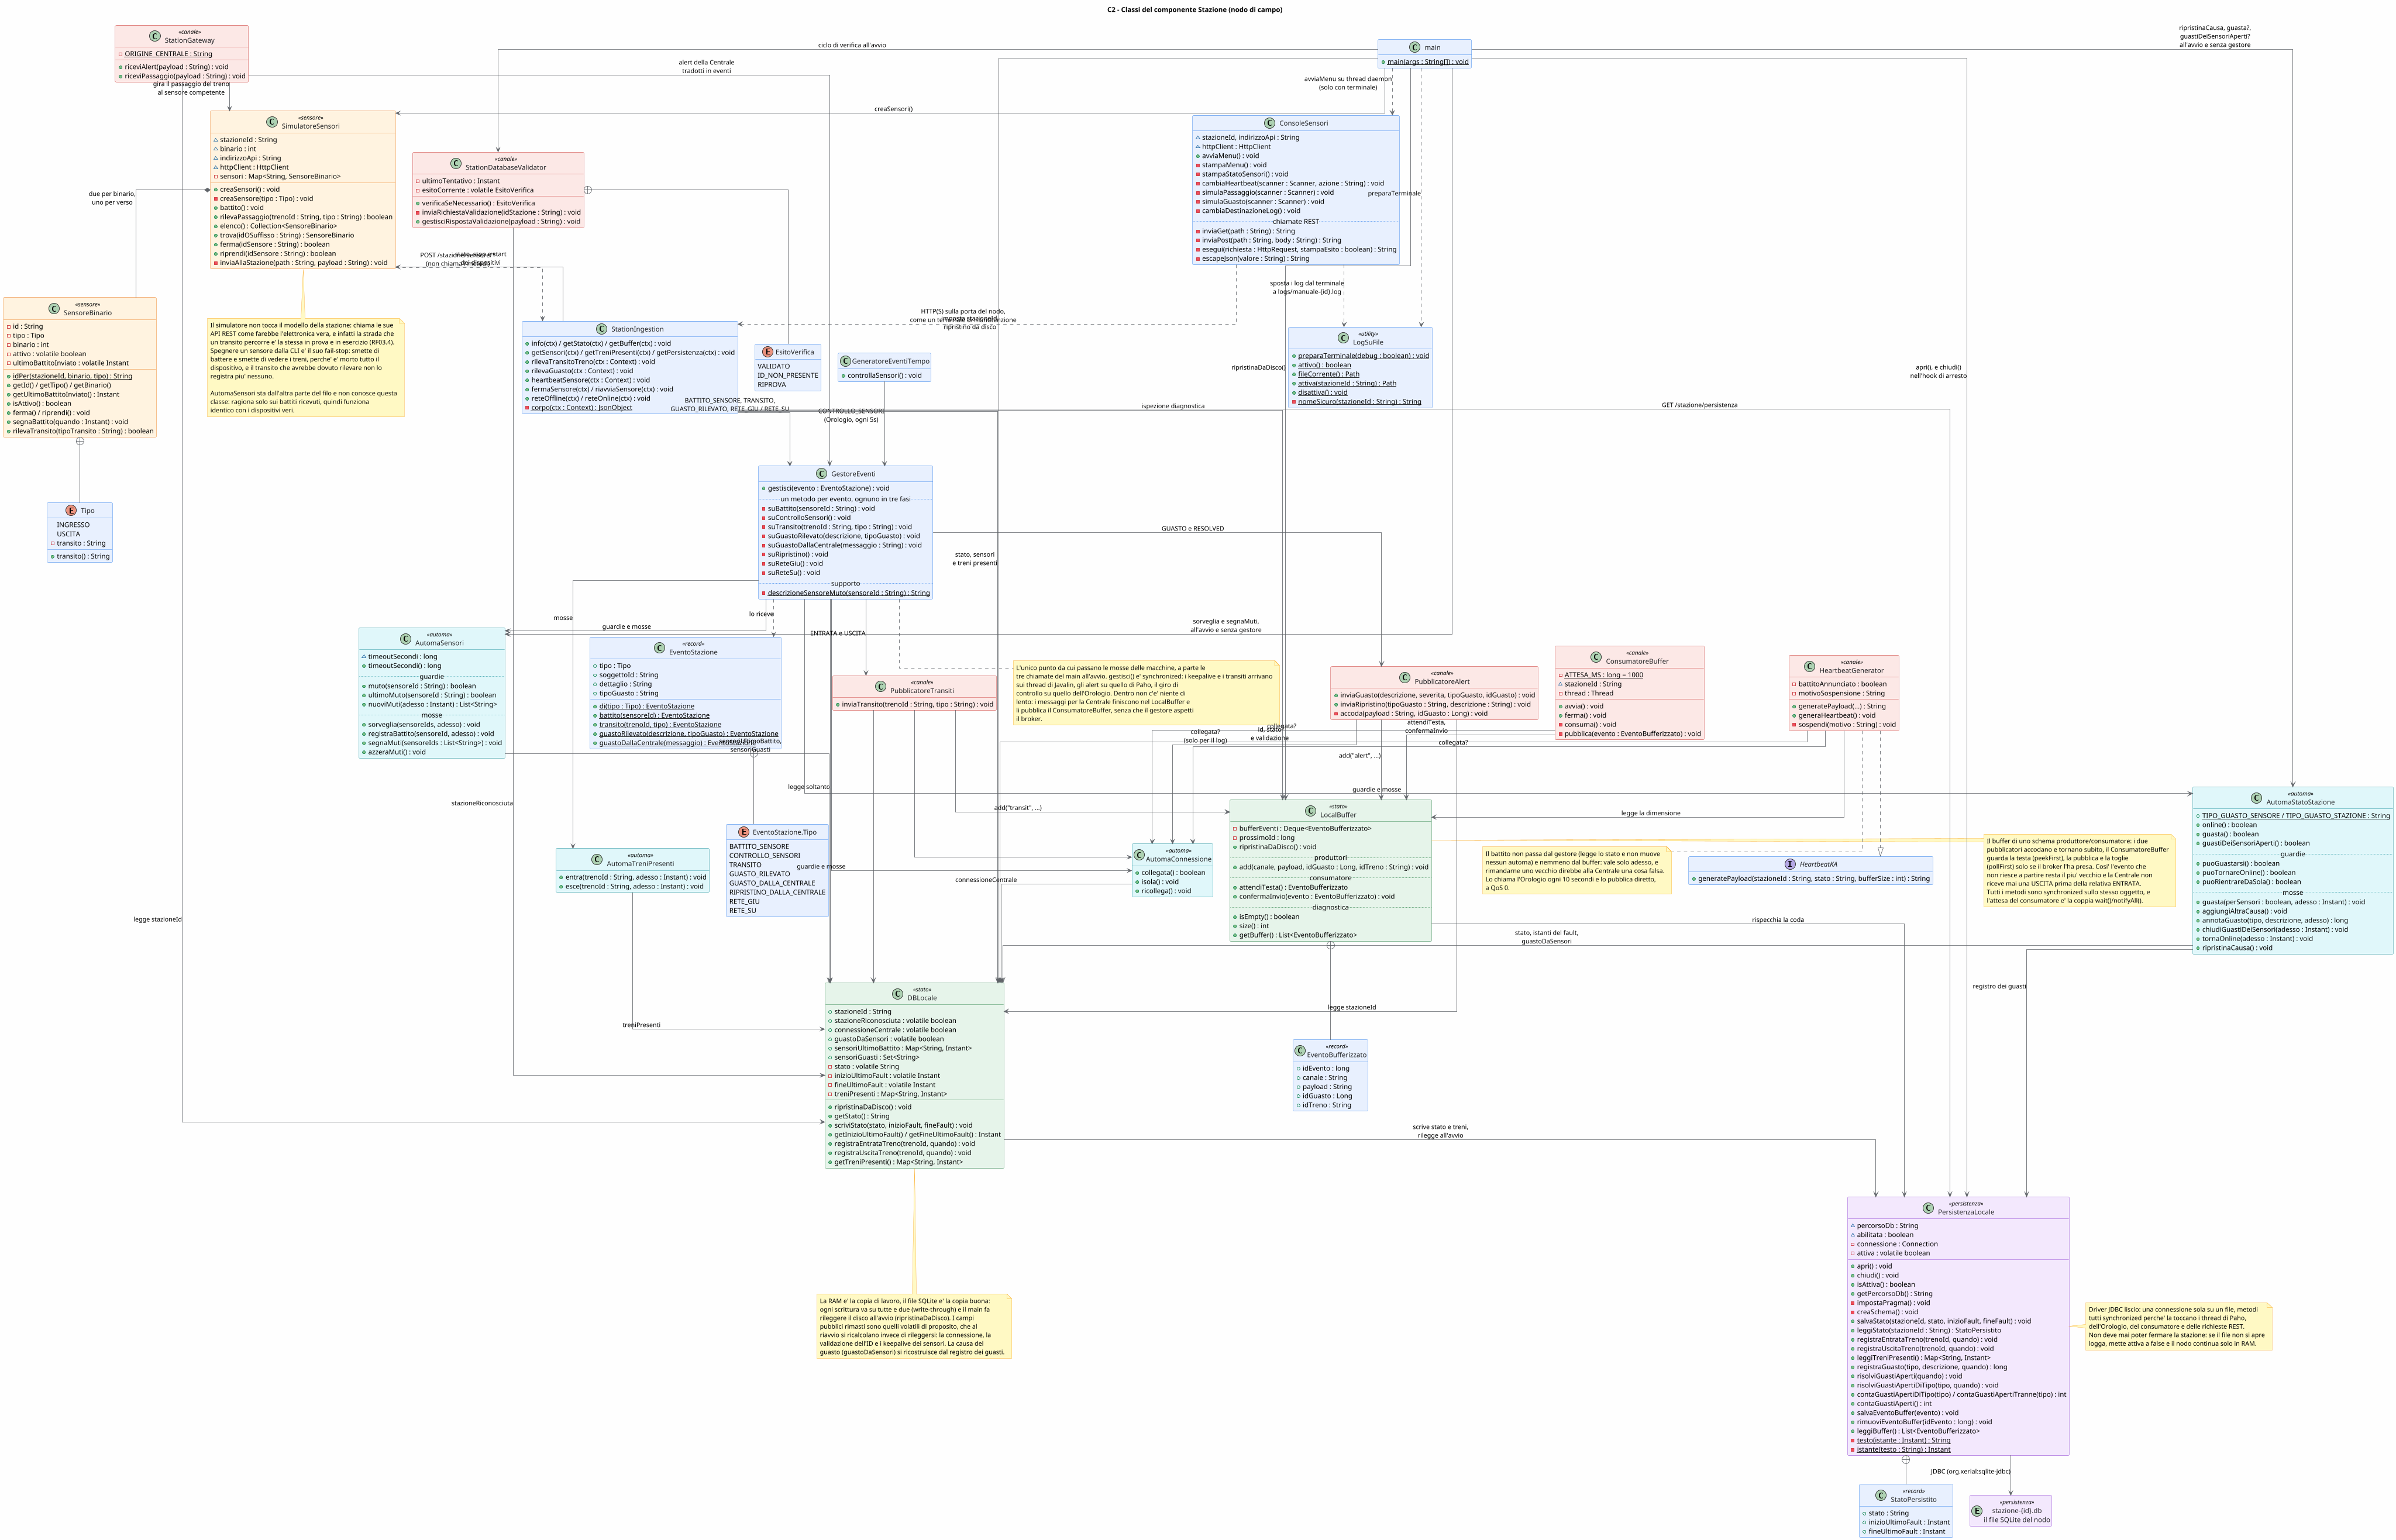 C2 - Classi del componente Stazione (nodo di campo)
«canale»
StationGateway
ORIGINE_CENTRALE : String
riceviAlert(payload : String) : void
riceviPassaggio(payload : String) : void
main
main(args : String[]) : void
ciclo di verifica all'avvio
alert della Centrale
tradotti in eventi
ripristinaCausa, guasta?,
guastiDeiSensoriAperti?
all'avvio e senza gestore
gira il passaggio del treno
al sensore competente
avviaMenu su thread daemon
(solo con terminale)
creaSensori()
«sensore»
SimulatoreSensori
stazioneId : String
binario : int
indirizzoApi : String
httpClient : HttpClient
sensori : Map<String, SensoreBinario>
creaSensori() : void
creaSensore(tipo : Tipo) : void
battito() : void
rilevaPassaggio(trenoId : String, tipo : String) : boolean
elenco() : Collection<SensoreBinario>
trova(idOSuffisso : String) : SensoreBinario
ferma(idSensore : String) : boolean
riprendi(idSensore : String) : boolean
inviaAllaStazione(path : String, payload : String) : void
«canale»
StationDatabaseValidator
ultimoTentativo : Instant
esitoCorrente : volatile EsitoVerifica
verificaSeNecessario() : EsitoVerifica
inviaRichiestaValidazione(idStazione : String) : void
gestisciRispostaValidazione(payload : String) : void
ConsoleSensori
stazioneId, indirizzoApi : String
httpClient : HttpClient
avviaMenu() : void
stampaMenu() : void
stampaStatoSensori() : void
cambiaHeartbeat(scanner : Scanner, azione : String) : void
simulaPassaggio(scanner : Scanner) : void
simulaGuasto(scanner : Scanner) : void
cambiaDestinazioneLog() : void
chiamate REST
inviaGet(path : String) : String
inviaPost(path : String, body : String) : String
esegui(richiesta : HttpRequest, stampaEsito : boolean) : String
escapeJson(valore : String) : String
preparaTerminale
due per binario,
uno per verso
(non chiama
dei dispositivi
sposta i log dal terminale
a logs/manuale-{id}.log
«sensore»
SensoreBinario
id : String
tipo : Tipo
binario : int
attivo : volatile boolean
ultimoBattitoInviato : volatile Instant
idPer(stazioneId, binario, tipo) : String
getId() / getTipo() / getBinario()
getUltimoBattitoInviato() : Instant
isAttivo() : boolean
ferma() / riprendi() : void
segnaBattito(quando : Instant) : void
rilevaTransito(tipoTransito : String) : boolean
Il simulatore non tocca il modello della stazione: chiama le sue
API REST come farebbe l'elettronica vera, e infatti la strada che
un transito percorre e' la stessa in prova e in esercizio (RF03.4).
Spegnere un sensore dalla CLI e' il suo fail-stop: smette di
battere e smette di vedere i treni, perche' e' morto tutto il
dispositivo, e il transito che avrebbe dovuto rilevare non lo
registra piu' nessuno.
AutomaSensori sta dall'altra parte del filo e non conosce questa
classe: ragiona solo sui battiti ricevuti, quindi funziona
identico con i dispositivi veri.
StationIngestion
info(ctx) / getStato(ctx) / getBuffer(ctx) : void
getSensori(ctx) / getTreniPresenti(ctx) / getPersistenza(ctx) : void
rilevaTransitoTreno(ctx : Context) : void
rilevaGuasto(ctx : Context) : void
heartbeatSensore(ctx : Context) : void
fermaSensore(ctx) / riavviaSensore(ctx) : void
reteOffline(ctx) / reteOnline(ctx) : void
corpo(ctx : Context) : JsonObject
HTTP(S) sulla porta del nodo,
come un terminale di manutenzione
ripristino da disco
EsitoVerifica
VALIDATO
ID_NON_PRESENTE
RIPROVA
GeneratoreEventiTempo
controllaSensori() : void
«utility»
LogSuFile
preparaTerminale(debug : boolean) : void
attivo() : boolean
fileCorrente() : Path
attiva(stazioneId : String) : Path
disattiva() : void
nomeSicuro(stazioneId : String) : String
ripristinaDaDisco()
apri(), e chiudi()
nell'hook di arresto
BATTITO_SENSORE, TRANSITO,
GUASTO_RILEVATO, RETE_GIU / RETE_SU
CONTROLLO_SENSORI
(Orologio, ogni 5s)
ispezione diagnostica
GET /stazione/persistenza
GestoreEventi
gestisci(evento : EventoStazione) : void
un metodo per evento, ognuno in tre fasi
suBattito(sensoreId : String) : void
suControlloSensori() : void
suTransito(trenoId : String, tipo : String) : void
suGuastoRilevato(descrizione, tipoGuasto) : void
suGuastoDallaCentrale(messaggio : String) : void
suRipristino() : void
suReteGiu() : void
suReteSu() : void
supporto
descrizioneSensoreMuto(sensoreId : String) : String
Tipo
INGRESSO
USCITA
transito : String
transito() : String
GUASTO e RESOLVED
stato, sensori
e treni presenti
mosse
lo riceve
guardie e mosse
ENTRATA e USCITA
sorveglia e segnaMuti,
all'avvio e senza gestore
«automa»
AutomaSensori
timeoutSecondi : long
timeoutSecondi() : long
guardie
muto(sensoreId : String) : boolean
ultimoMuto(sensoreId : String) : boolean
nuoviMuti(adesso : Instant) : List<String>
mosse
sorveglia(sensoreIds, adesso) : void
registraBattito(sensoreId, adesso) : void
segnaMuti(sensoreIds : List<String>) : void
azzeraMuti() : void
«record»
EventoStazione
tipo : Tipo
soggettoId : String
dettaglio : String
tipoGuasto : String
di(tipo : Tipo) : EventoStazione
battito(sensoreId) : EventoStazione
transito(trenoId, tipo) : EventoStazione
guastoRilevato(descrizione, tipoGuasto) : EventoStazione
guastoDallaCentrale(messaggio) : EventoStazione
«canale»
PubblicatoreTransiti
inviaTransito(trenoId : String, tipo : String) : void
L'unico punto da cui passano le mosse delle macchine, a parte le
tre chiamate del main all'avvio. gestisci() e' synchronized: i keepalive e i transiti arrivano
sui thread di Javalin, gli alert su quello di Paho, il giro di
controllo su quello dell'Orologio. Dentro non c'e' niente di
lento: i messaggi per la Centrale finiscono nel LocalBuffer e
li pubblica il ConsumatoreBuffer, senza che il gestore aspetti
il broker.
«canale»
PubblicatoreAlert
inviaGuasto(descrizione, severita, tipoGuasto, idGuasto) : void
inviaRipristino(tipoGuasto : String, descrizione : String) : void
accoda(payload : String, idGuasto : Long) : void
«canale»
ConsumatoreBuffer
ATTESA_MS : long = 1000
stazioneId : String
thread : Thread
avvia() : void
ferma() : void
consuma() : void
pubblica(evento : EventoBufferizzato) : void
«canale»
HeartbeatGenerator
battitoAnnunciato : boolean
motivoSospensione : String
generatePayload(...) : String
generaHeartbeat() : void
sospendi(motivo : String) : void
sensoriUltimoBattito,
sensoriGuasti
collegata?
(solo per il log)
id, stato
e validazione
collegata?
attendiTesta,
confermaInvio
collegata?
add("alert", ...)
legge soltanto
guardie e mosse
stazioneRiconosciuta
add("transit", ...)
legge la dimensione
EventoStazione.Tipo
BATTITO_SENSORE
CONTROLLO_SENSORI
TRANSITO
GUASTO_RILEVATO
GUASTO_DALLA_CENTRALE
RIPRISTINO_DALLA_CENTRALE
RETE_GIU
RETE_SU
«stato»
LocalBuffer
bufferEventi : Deque<EventoBufferizzato>
prossimoId : long
ripristinaDaDisco() : void
produttori
add(canale, payload, idGuasto : Long, idTreno : String) : void
consumatore
attendiTesta() : EventoBufferizzato
confermaInvio(evento : EventoBufferizzato) : void
diagnostica
isEmpty() : boolean
size() : int
getBuffer() : List<EventoBufferizzato>
«automa»
AutomaStatoStazione
TIPO_GUASTO_SENSORE / TIPO_GUASTO_STAZIONE : String
online() : boolean
guasta() : boolean
guastiDeiSensoriAperti() : boolean
guardie
puoGuastarsi() : boolean
puoTornareOnline() : boolean
puoRientrareDaSola() : boolean
mosse
guasta(perSensori : boolean, adesso : Instant) : void
aggiungiAltraCausa() : void
annotaGuasto(tipo, descrizione, adesso) : long
chiudiGuastiDeiSensori(adesso : Instant) : void
tornaOnline(adesso : Instant) : void
ripristinaCausa() : void
«automa»
AutomaTreniPresenti
entra(trenoId : String, adesso : Instant) : void
esce(trenoId : String, adesso : Instant) : void
guardie e mosse
«automa»
AutomaConnessione
collegata() : boolean
isola() : void
ricollega() : void
connessioneCentrale
Il battito non passa dal gestore (legge lo stato e non muove
nessun automa) e nemmeno dal buffer: vale solo adesso, e
rimandarne uno vecchio direbbe alla Centrale una cosa falsa.
Lo chiama l'Orologio ogni 10 secondi e lo pubblica diretto,
a QoS 0.
HeartbeatKA
generatePayload(stazioneId : String, stato : String, bufferSize : int) : String
Il buffer di uno schema produttore/consumatore: i due
pubblicatori accodano e tornano subito, il ConsumatoreBuffer
guarda la testa (peekFirst), la pubblica e la toglie
(pollFirst) solo se il broker l'ha presa. Cosi' l'evento che
non riesce a partire resta il piu' vecchio e la Centrale non
riceve mai una USCITA prima della relativa ENTRATA.
Tutti i metodi sono synchronized sullo stesso oggetto, e
l'attesa del consumatore e' la coppia wait()/notifyAll().
legge stazioneId
rispecchia la coda
stato, istanti del fault,
guastoDaSensori
registro dei guasti
legge stazioneId
treniPresenti
«stato»
DBLocale
stazioneId : String
stazioneRiconosciuta : volatile boolean
connessioneCentrale : volatile boolean
guastoDaSensori : volatile boolean
sensoriUltimoBattito : Map<String, Instant>
sensoriGuasti : Set<String>
stato : volatile String
inizioUltimoFault : volatile Instant
fineUltimoFault : volatile Instant
treniPresenti : Map<String, Instant>
ripristinaDaDisco() : void
getStato() : String
scriviStato(stato, inizioFault, fineFault) : void
getInizioUltimoFault() / getFineUltimoFault() : Instant
registraEntrataTreno(trenoId, quando) : void
registraUscitaTreno(trenoId, quando) : void
getTreniPresenti() : Map<String, Instant>
«record»
EventoBufferizzato
idEvento : long
canale : String
payload : String
idGuasto : Long
idTreno : String
scrive stato e treni,
rilegge all'avvio
«persistenza»
PersistenzaLocale
percorsoDb : String
abilitata : boolean
connessione : Connection
attiva : volatile boolean
apri() : void
chiudi() : void
isAttiva() : boolean
getPercorsoDb() : String
impostaPragma() : void
creaSchema() : void
salvaStato(stazioneId, stato, inizioFault, fineFault) : void
leggiStato(stazioneId : String) : StatoPersistito
registraEntrataTreno(trenoId, quando) : void
registraUscitaTreno(trenoId, quando) : void
leggiTreniPresenti() : Map<String, Instant>
registraGuasto(tipo, descrizione, quando) : long
risolviGuastiAperti(quando) : void
risolviGuastiApertiDiTipo(tipo, quando) : void
contaGuastiApertiDiTipo(tipo) / contaGuastiApertiTranne(tipo) : int
contaGuastiAperti() : int
salvaEventoBuffer(evento) : void
rimuoviEventoBuffer(idEvento : long) : void
leggiBuffer() : List<EventoBufferizzato>
testo(istante : Instant) : String
istante(testo : String) : Instant
Driver JDBC liscio: una connessione sola su un file, metodi
tutti synchronized perche' la toccano i thread di Paho,
dell'Orologio, del consumatore e delle richieste REST.
Non deve mai poter fermare la stazione: se il file non si apre
logga, mette attiva a false e il nodo continua solo in RAM.
La RAM e' la copia di lavoro, il file SQLite e' la copia buona:
ogni scrittura va su tutte e due (write-through) e il main fa
rileggere il disco all'avvio (ripristinaDaDisco). I campi
pubblici rimasti sono quelli volatili di proposito, che al
riavvio si ricalcolano invece di rileggersi: la connessione, la
validazione dell'ID e i keepalive dei sensori. La causa del
guasto (guastoDaSensori) si ricostruisce dal registro dei guasti.
JDBC (org.xerial:sqlite-jdbc)
«record»
StatoPersistito
stato : String
inizioUltimoFault : Instant
fineUltimoFault : Instant
«persistenza»
stazione-{id}.db
il file SQLite del nodo